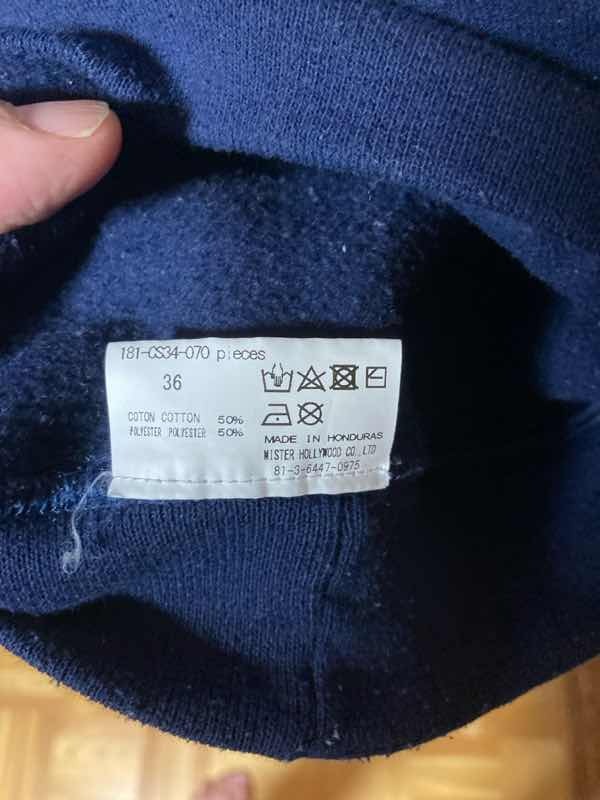 181-CS34-070 pieces
36
COTON COTTON 50%
POLYESTER POLYESTER 50%
MADE IN HONDURAS
MISTER HOLLYWOOD CO.,LTD
81-3-6447-0975